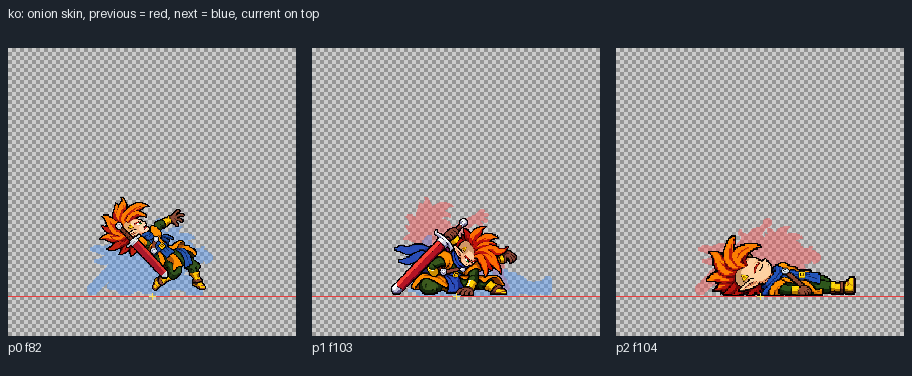 ko: onion skin, previous = red, next = blue, current on top
p0 f82
p1 f103
p2 f104